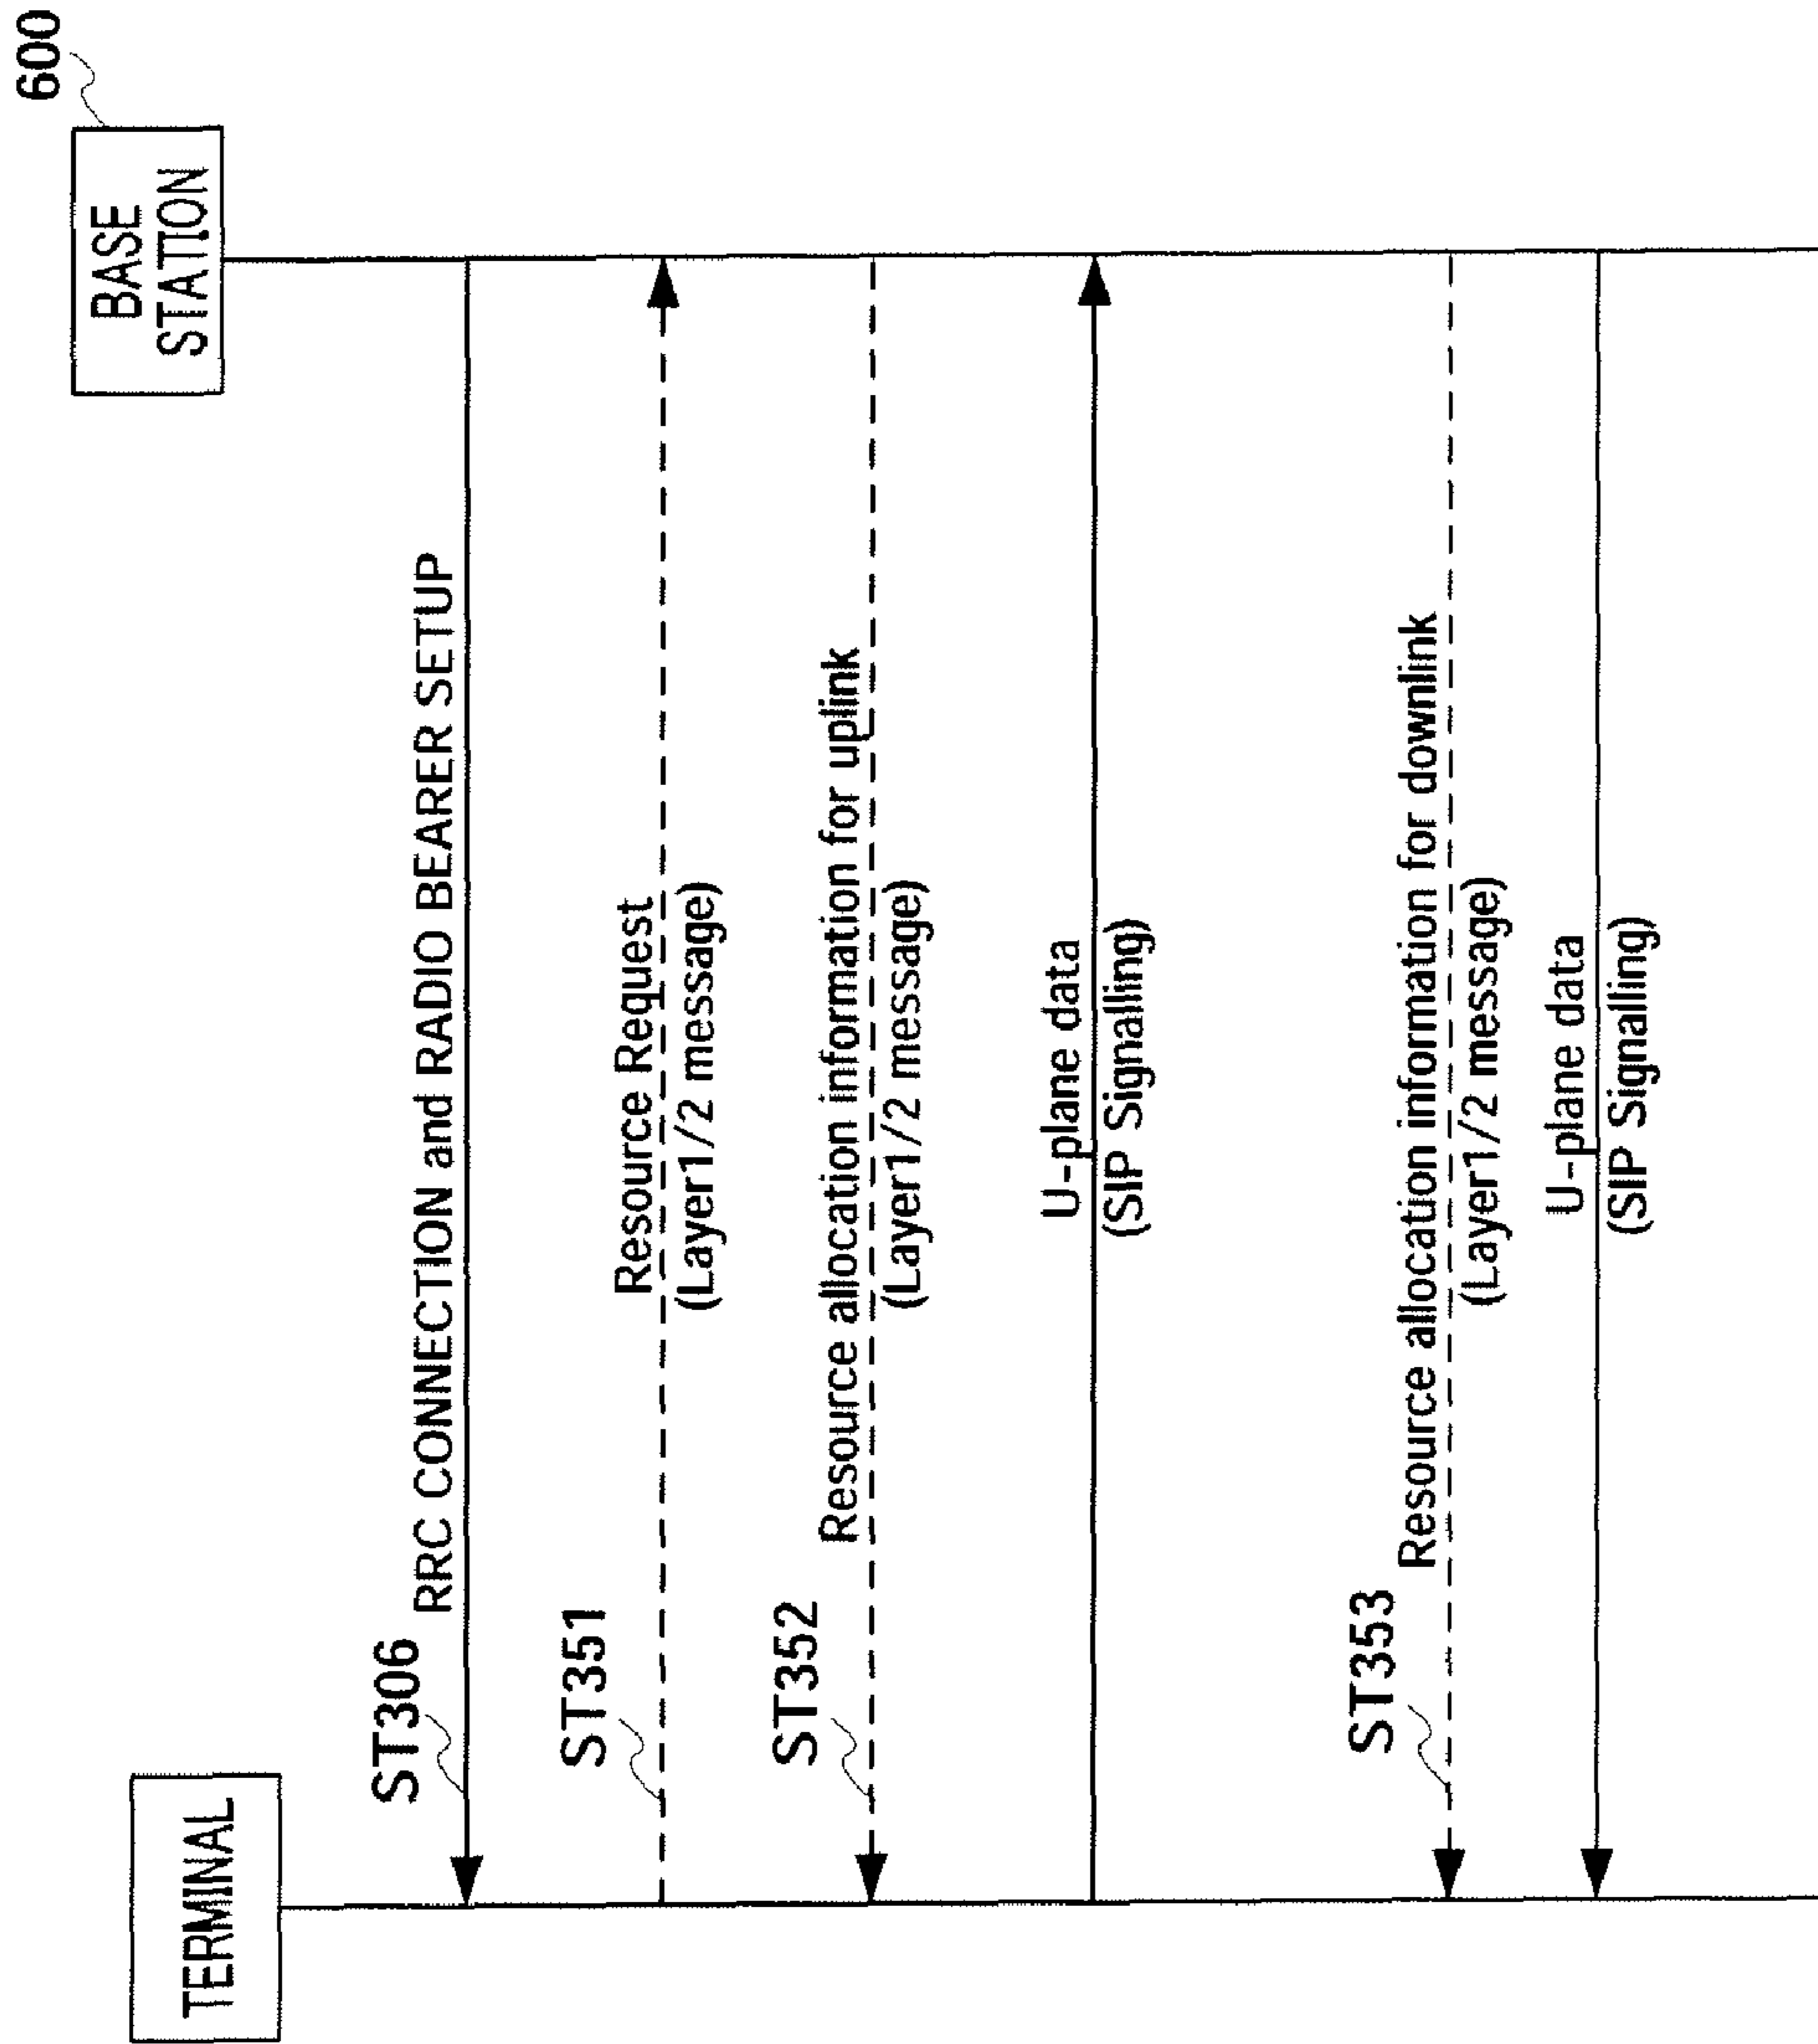 TERMINAL
BASE
STATION
600
ST306
RRC CONNECTION and RADIO BEARER SETUP
ST351
Resource Request
(Layer1/2 message)
ST352
Resource allocation information for uplink
(Layer1/2 message)
U-plane data
(SIP Signalling)
ST353
Resource allocation information for downlink
(Layer1/2 message)
U-plane data
(SIP Signalling)